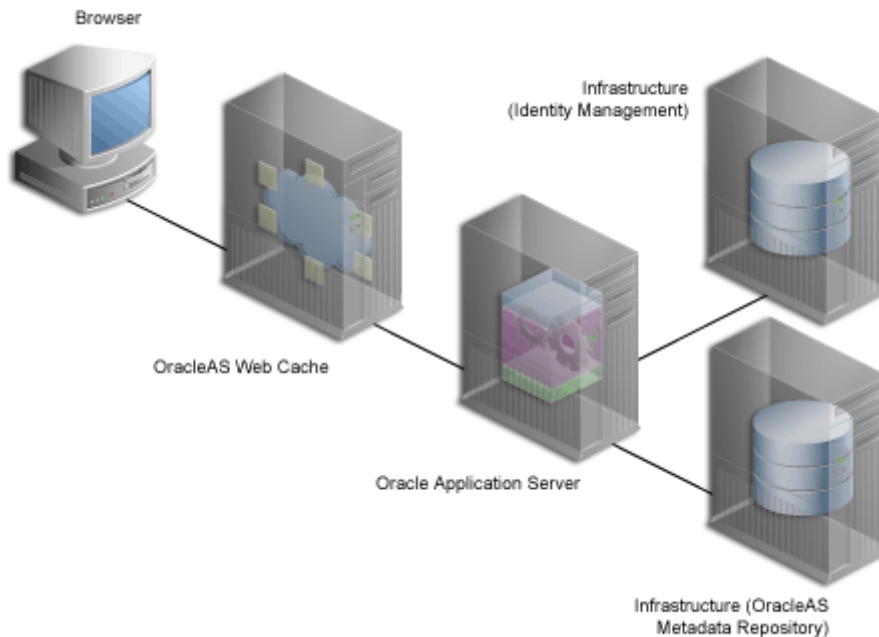 Browser
Infrastructure
(Identity Management)
OracleAS Web Cache
Oracle Application Server
Infrastructure (OracleAS
Metadata Repository)